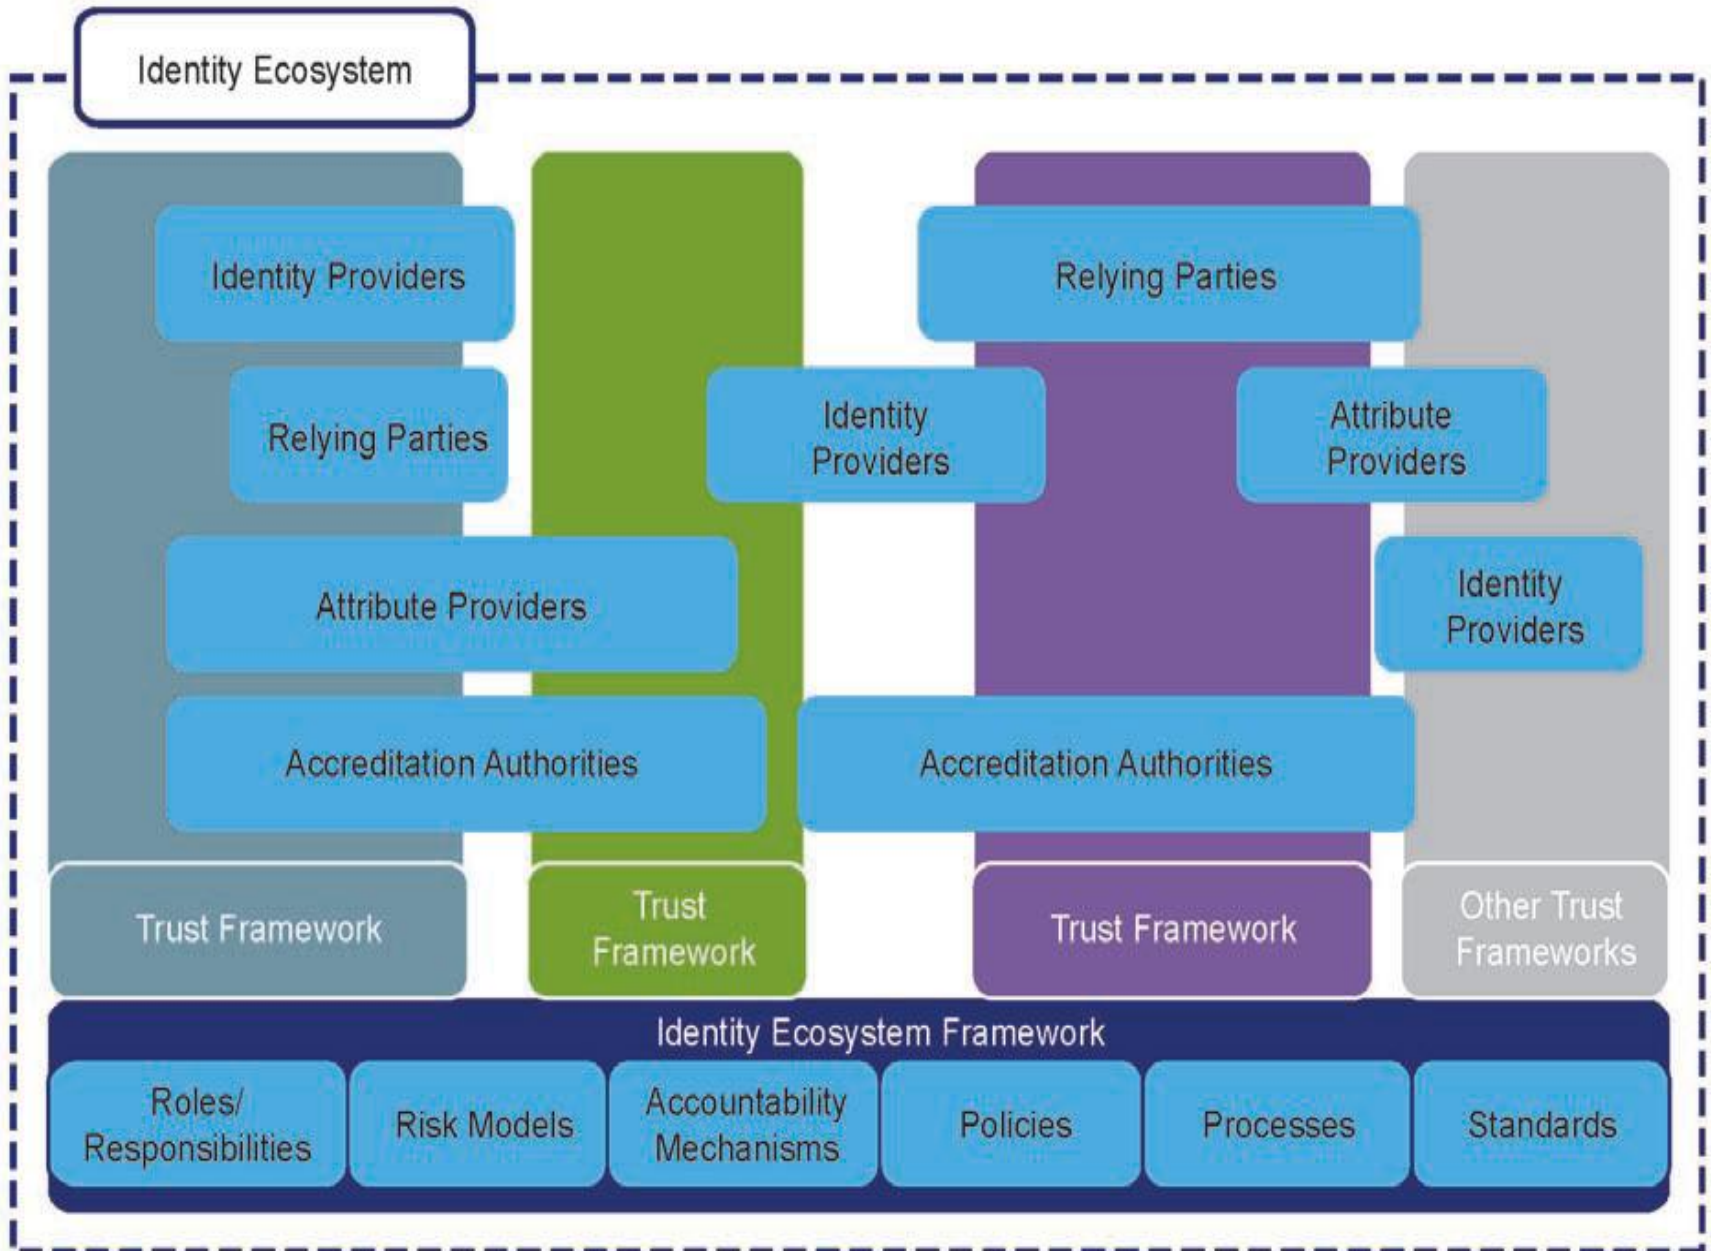 Identity Ecosystem
Identity Providers
Relying Parties
Relying Parties
Identity
Providers
Attribute
Providers
Attribute Providers
Identity
Providers
Accreditation Authorities
Accreditation Authorities
Trust Framework
Trust
Framework
Trust Framework
Other Trust
Frameworks
Identity Ecosystem Framework
Roles/
Responsibilities
Risk Models
Accountability
Mechanisms
Policies
Processes
Standards